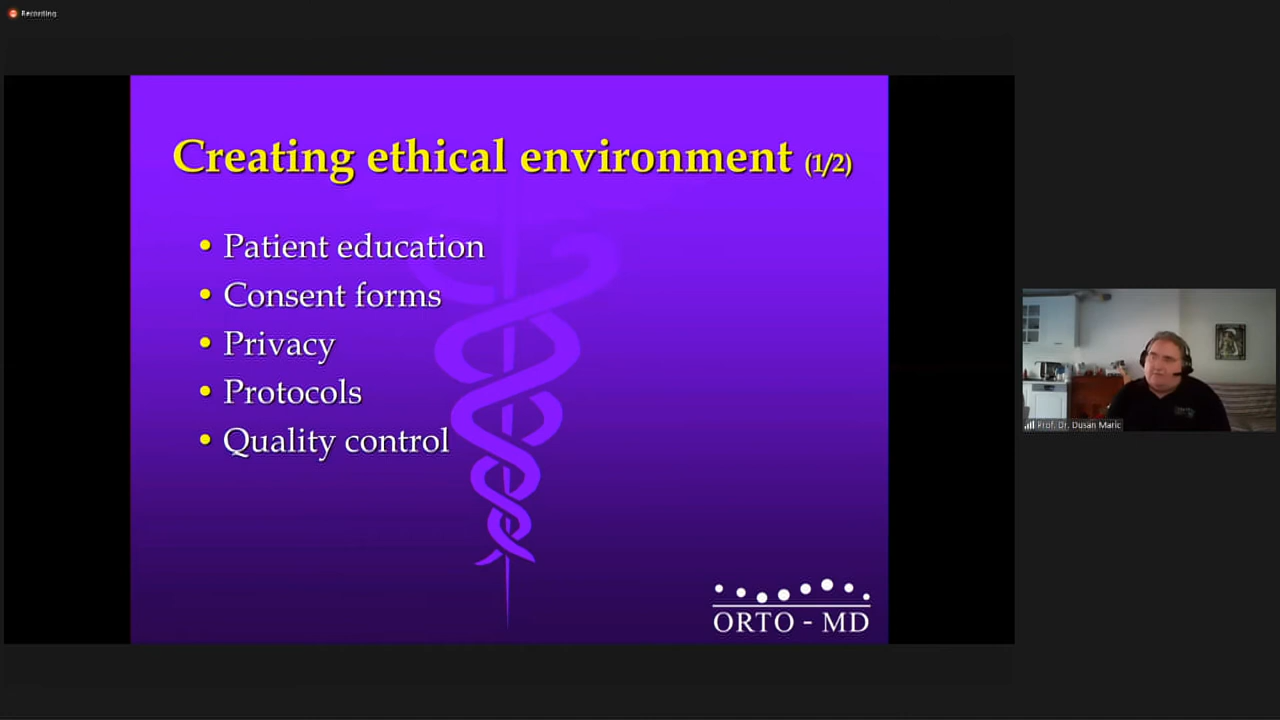 Recording
Creating ethical environment (1/2)
• Patient education
• Consent forms
• Privacy
• Protocols
• Quality control
ORTO - MD
Prof. Dr. Dusan Maric